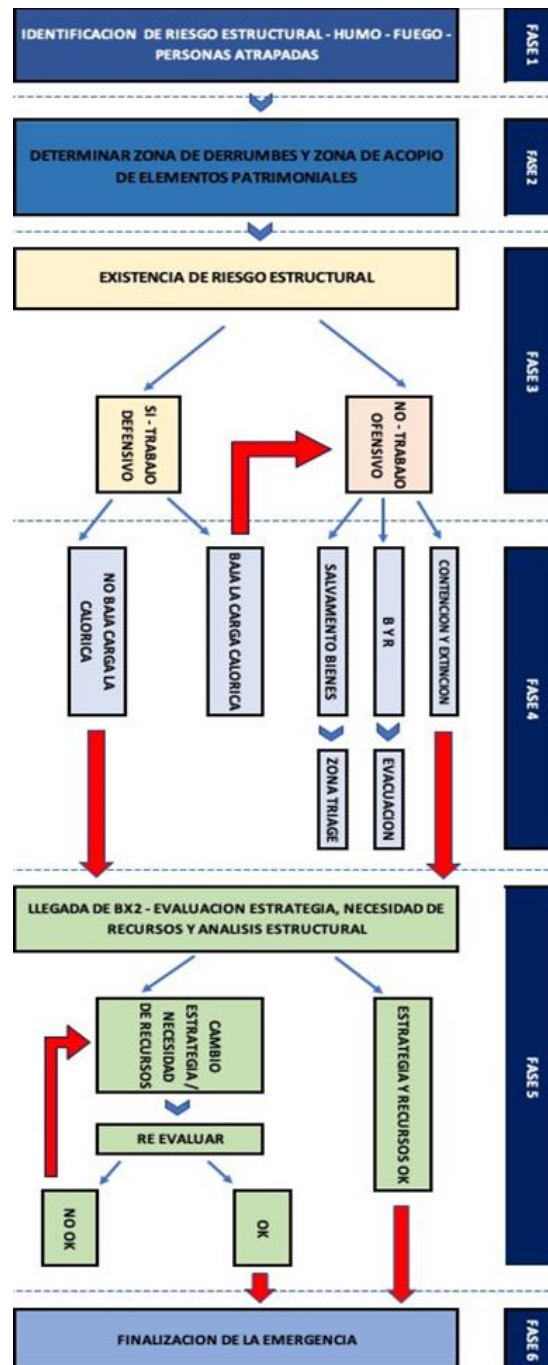 IDENTIFICACION DE RIESGO ESTRUCTURAL - HUMO - FUEGO -
PERSONAS ATRAPADAS
FASE 1
DETERMINAR ZONA DE DERRUMBES Y ZONA DE ACOPIO
DE ELEMENTOS PATRIMONIALES
FASE 2
EXISTENCIA DE RIESGO ESTRUCTURAL
FASE 3
SI - TRABAJO
DEFENSIVO
NO - TRABAJO
OFENSIVO
NO BAJA CARGA LA
CALORICA
BAJA LA CARGA CALORICA
SALVAMENTO BIENES
B Y R
CONTENCION Y EXTINCION
FASE 4
ZONA TRIAGE
EVACUACION
LLEGADA DE BX2 - EVALUACION ESTRATEGIA, NECESIDAD DE
RECURSOS Y ANALISIS ESTRUCTURAL
FASE 5
CAMBIO
ESTRATEGIA /
NECESIDAD
DE RECURSOS
ESTRATEGIA Y RECURSOS OK
RE EVALUAR
NO OK
OK
FINALIZACION DE LA EMERGENCIA
FASE 6